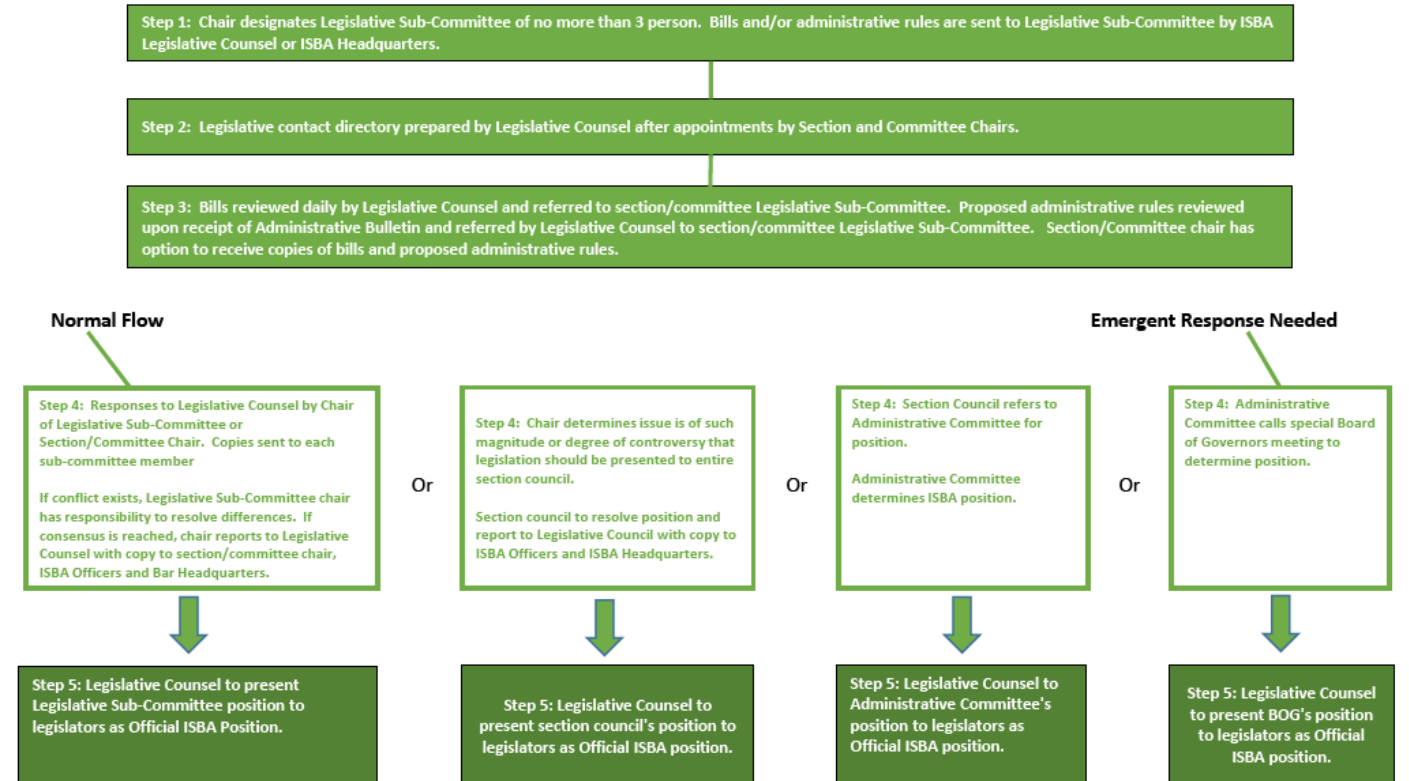 Step 1:  Chair designates Legislative Sub-Committee of no more than 3 person.  Bills and/or administrative rules are sent to Legislative Sub-Committee by ISBA
Legislative Counsel or ISBA Headquarters.
Step 2:  Legislative contact directory prepared by Legislative Counsel after appointments by Section and Committee Chairs.
Step 3:  Bills reviewed daily by Legislative Counsel and referred to section/committee Legislative Sub-Committee.  Proposed administrative rules reviewed
upon receipt of Administrative Bulletin and referred by Legislative Counsel to section/committee Legislative Sub-Committee.   Section/Committee chair has
option to receive copies of bills and proposed administrative rules.
Normal Flow
Emergent Response Needed
Step 4:  Responses to Legislative Counsel by Chair
of Legislative Sub-Committee or
Section/Committee Chair.  Copies sent to each
sub-committee member
If conflict exists, Legislative Sub-Committee chair
has responsibility to resolve differences.  If
consensus is reached, chair reports to Legislative
Counsel with copy to section/committee chair,
ISBA Officers and Bar Headquarters.
Or
Step 4:  Chair determines issue is of such
magnitude or degree of controversy that
legislation should be presented to entire
section council.
Section council to resolve position and
report to Legislative Council with copy to
ISBA Officers and ISBA Headquarters.
Or
Step 4: Section Council refers to
Administrative Committee for
position.
Administrative Committee
determines ISBA position.
Or
Step 4:  Administrative
Committee calls special Board
of Governors meeting to
determine position.
Step 5: Legislative Counsel to present
Legislative Sub-Committee position to
legislators as Official ISBA Position.
Step 5: Legislative Counsel to
present section council's position to
legislators as Official ISBA position.
Step 5: Legislative Counsel to
Administrative Committee's
position to legislators as
Official ISBA position.
Step 5: Legislative Counsel
to present BOG's position
to legislators as Official
ISBA position.